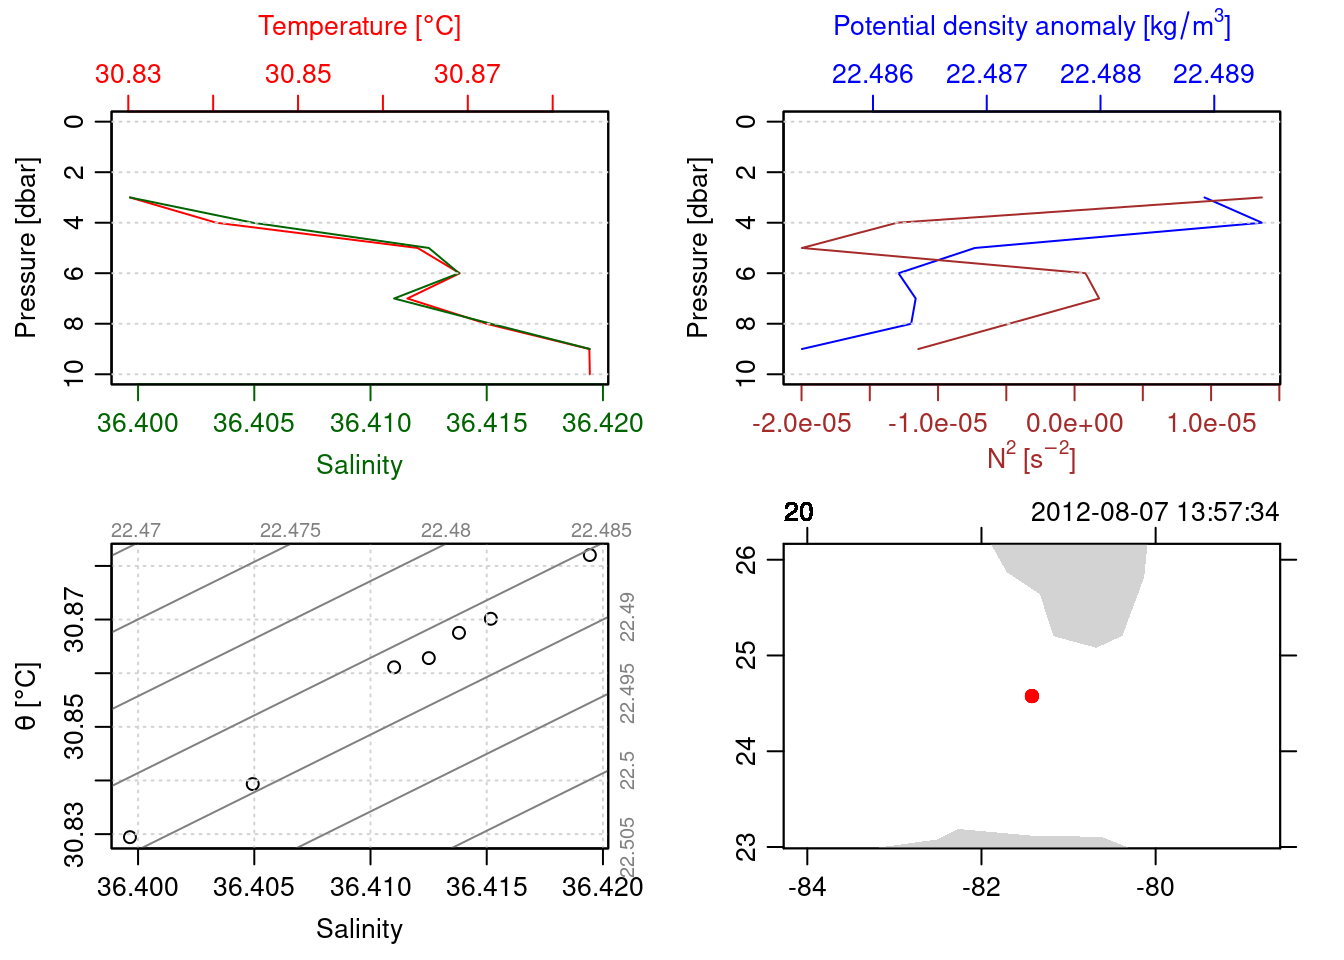 Temperature [°C]
30.83 30.85 30.87
Pressure [dbar]
0
2
4
6
8
10
36.400 36.405 36.410 36.415 36.420
Salinity
Potential density anomaly [kg/m³]
22.486 22.487 22.488 22.489
Pressure [dbar]
0
2
4
6
8
10
-2.0e-05 -1.0e-05 0.0e+00 1.0e-05
N² [s⁻²]
22.47 22.475 22.48 22.485
θ [°C]
30.87
30.85
30.83
22.49
22.495
22.5
22.505
36.400 36.405 36.410 36.415 36.420
Salinity
20 2012-08-07 13:57:34
26
25
24
23
-84 -82 -80